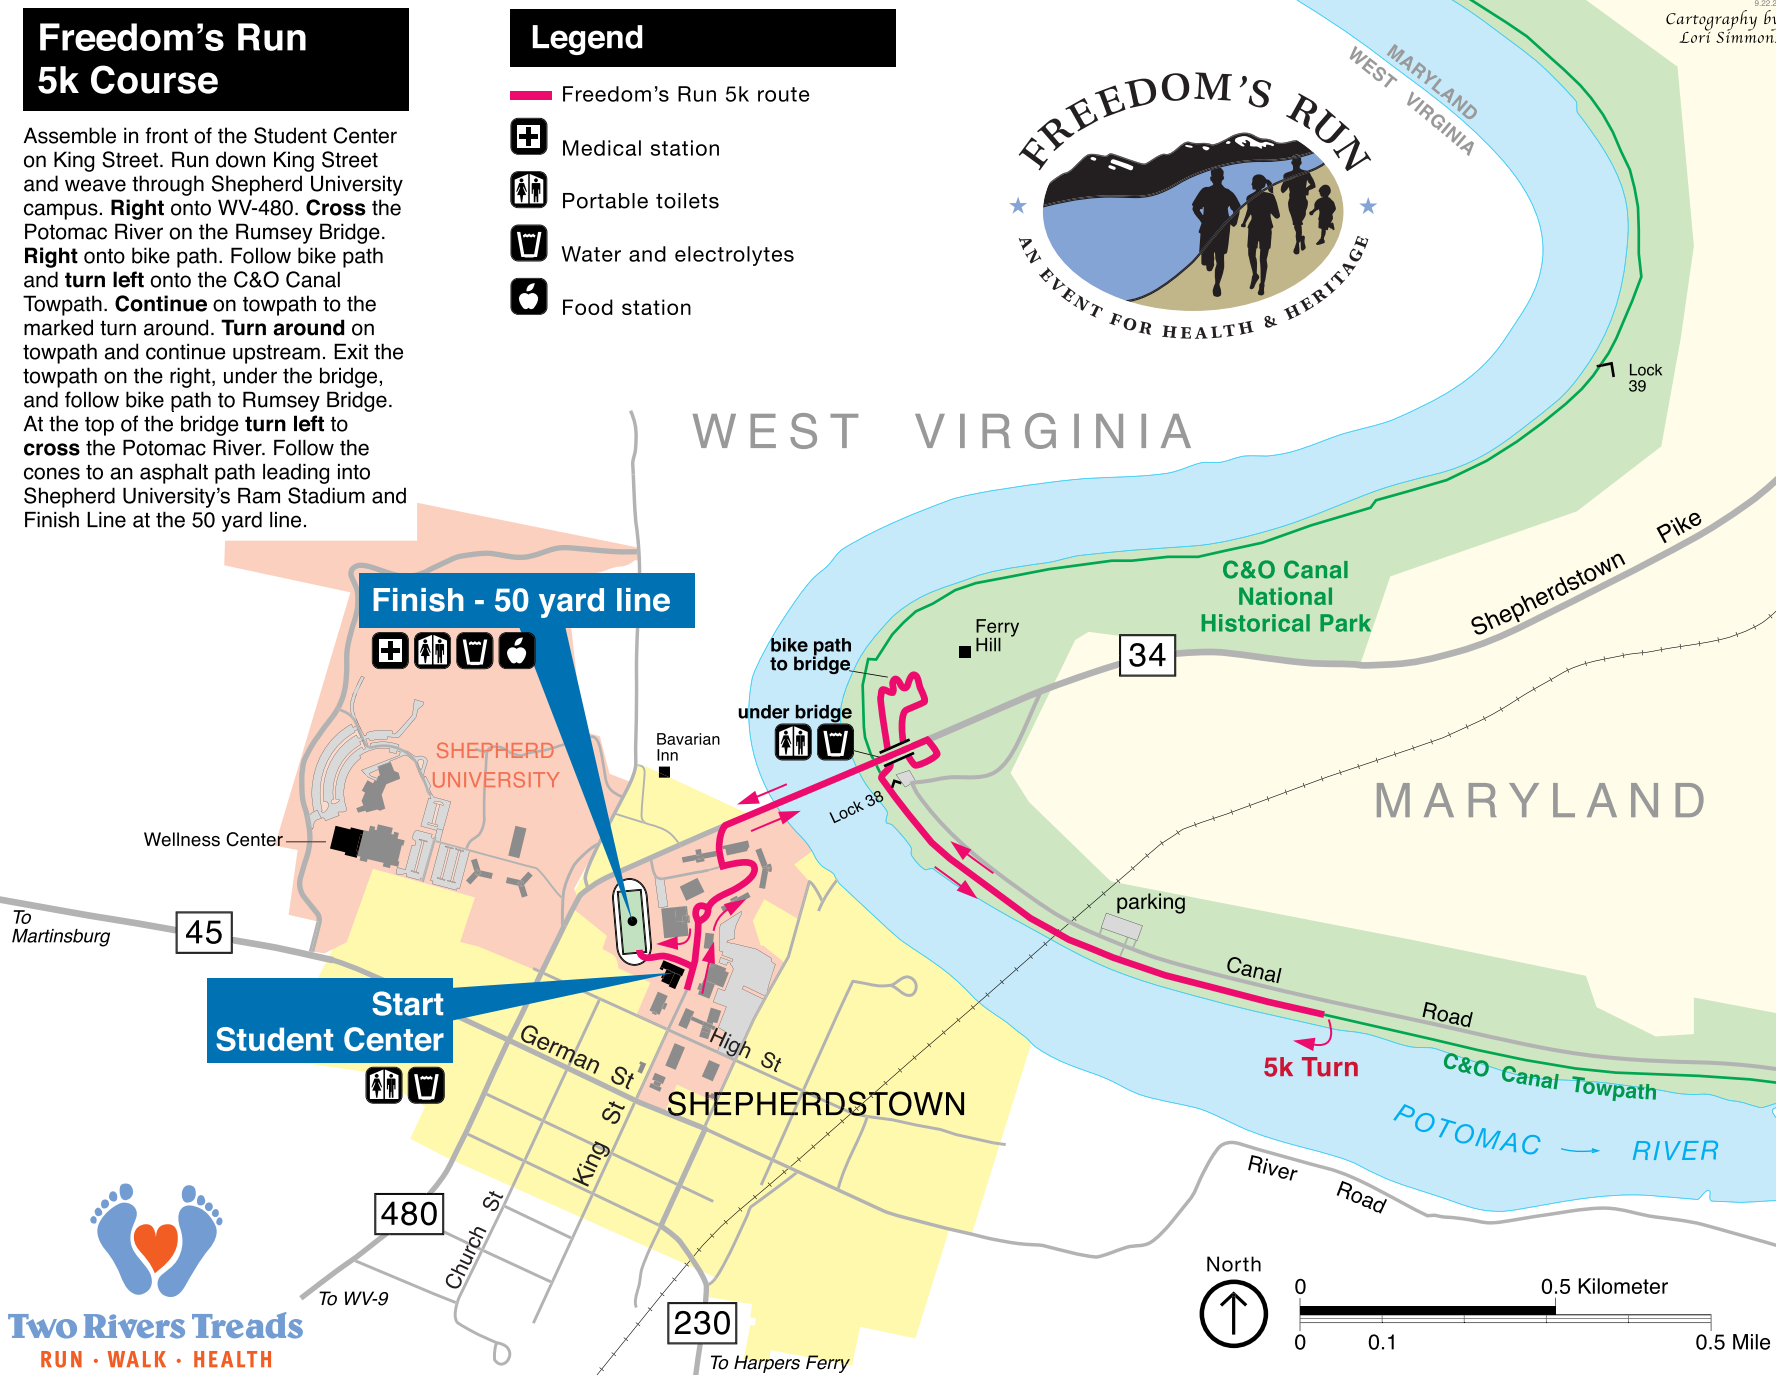 Freedom's Run
5k Course
Assemble in front of the Student Center
on King Street. Run down King Street
and weave through Shepherd University
campus. Right onto WV-480. Cross the
Potomac River on the Rumsey Bridge.
Right onto bike path. Follow bike path
and turn left onto the C&O Canal
Towpath. Continue on towpath to the
marked turn around. Turn around on
towpath and continue upstream. Exit the
towpath on the right, under the bridge,
and follow bike path to Rumsey Bridge.
At the top of the bridge turn left to
cross the Potomac River. Follow the
cones to an asphalt path leading into
Shepherd University's Ram Stadium and
Finish Line at the 50 yard line.
Legend
Freedom's Run 5k route
Medical station
Portable toilets
Water and electrolytes
Food station
FREEDOM'S RUN
AN EVENT FOR HEALTH & HERITAGE
MARYLAND
WEST VIRGINIA
Cartography by
Lori Simmons
Lock
39
WEST VIRGINIA
Shepherdstown Pike
C&O Canal
National
Historical Park
34
Ferry
Hill
bike path
to bridge
under bridge
Finish - 50 yard line
SHEPHERD
UNIVERSITY
Bavarian
Inn
Lock 38
MARYLAND
Wellness Center
To
Martinsburg
45
parking
Start
Student Center
Canal Road
5k Turn
C&O Canal Towpath
POTOMAC RIVER
German St
High St
SHEPHERDSTOWN
King St
Church St
480
To WV-9
230
To Harpers Ferry
River Road
North
0 0.5 Kilometer
0 0.1 0.5 Mile
Two Rivers Treads
RUN · WALK · HEALTH